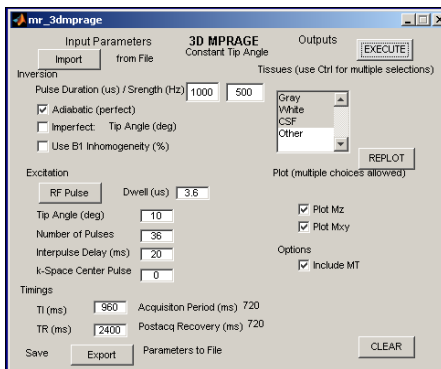 mr_3dmprage
Input Parameters 3D MPRAGE Outputs
Constant Tip Angle
Import from File EXECUTE
Inversion Tissues (use Ctrl for multiple selections)
Pulse Duration (us) / Srength (Hz) 1000 500
Gray
White
CSF
Other
Adiabatic (perfect)
Imperfect: Tip Angle (deg)
Use B1 Inhomogeneity (%)
REPLOT
Excitation Plot (multiple choices allowed)
RF Pulse Dwell (us) 3.6
Tip Angle (deg) 10 Plot Mz
Number of Pulses 36 Plot Mxy
Interpulse Delay (ms) 20 Options
k-Space Center Pulse 0 Include MT
Timings
TI (ms) 960 Acquisiton Period (ms) 720
TR (ms) 2400 Postacq Recovery (ms) 720
Save Export Parameters to File CLEAR